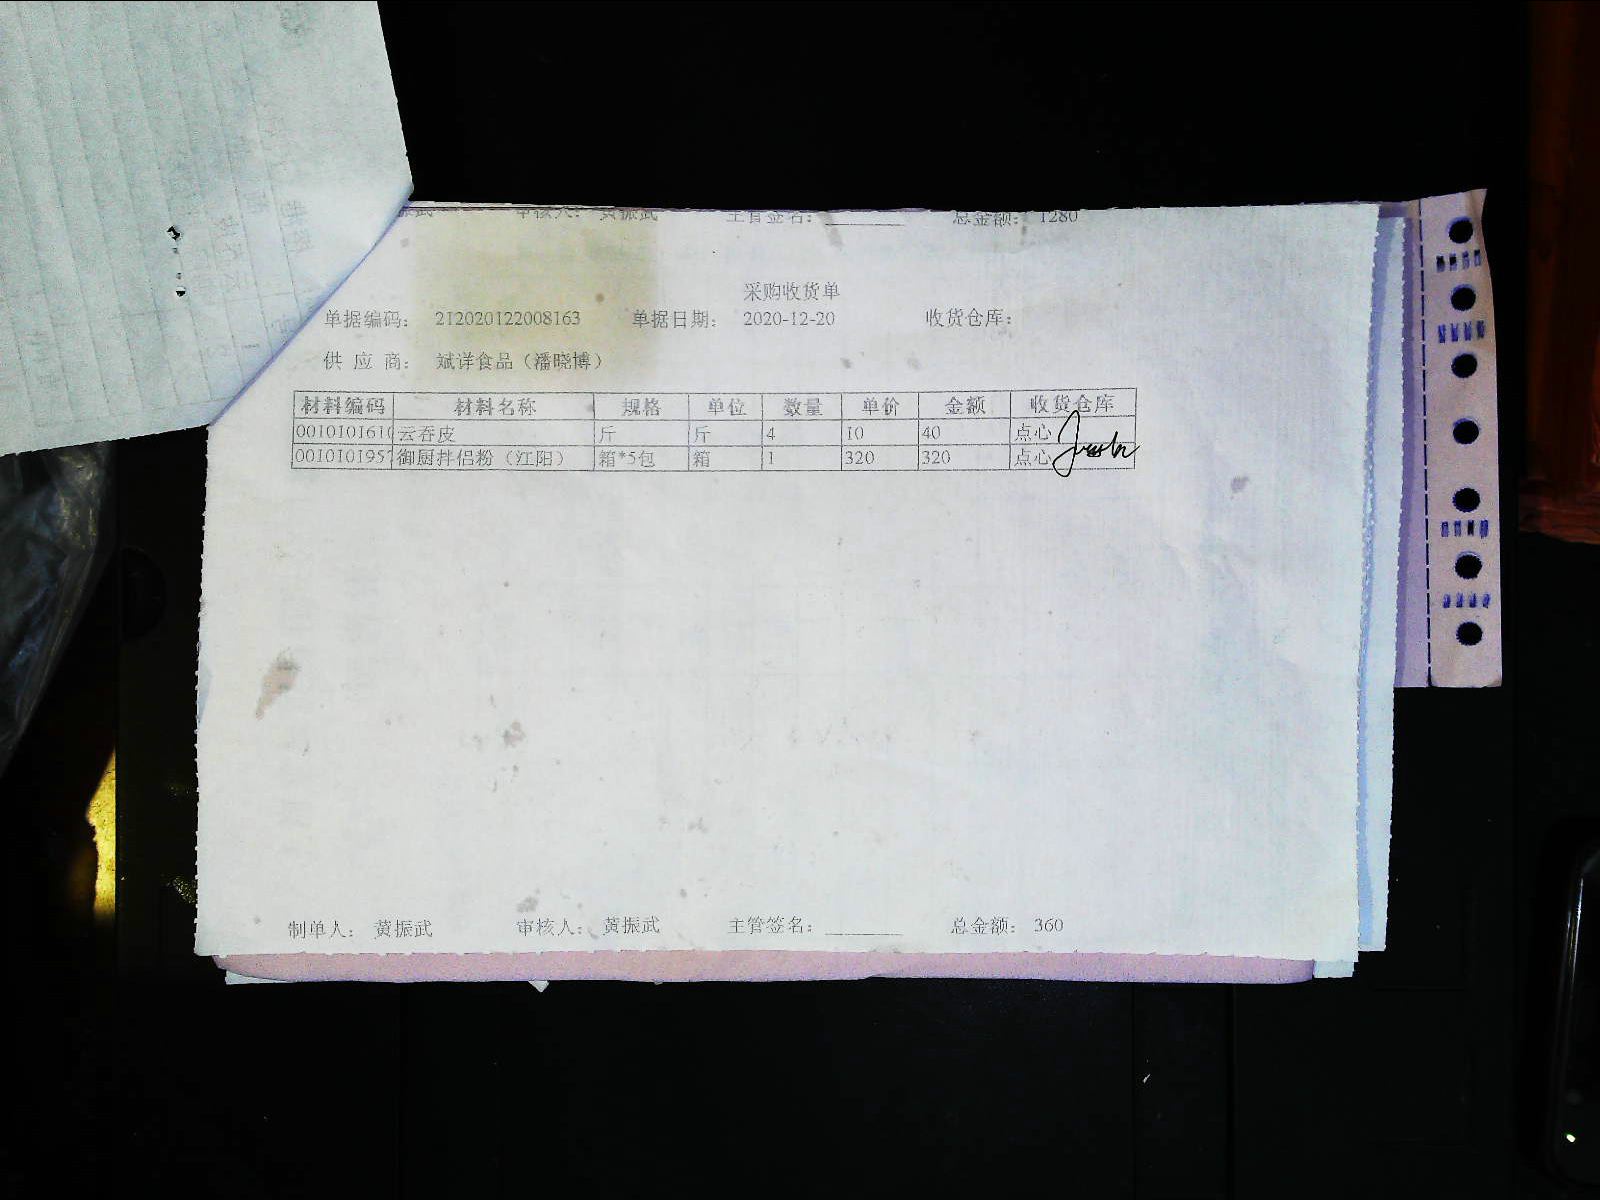 审核人： 黄振武 主管签名：________ 总金额： 1280
采购收货单
单据编码： 212020122008163 单据日期： 2020-12-20 收货仓库：
供 应 商： 斌详食品（潘晓博）
材料编码 材料名称 规格 单位 数量 单价 金额 收货仓库
0010101610 云吞皮 斤 斤 4 10 40 点心
001010195 御厨拌侣粉（江阳） 箱*5包 箱 1 320 320 点心
制单人： 黄振武 审核人： 黄振武 主管签名：________ 总金额： 360